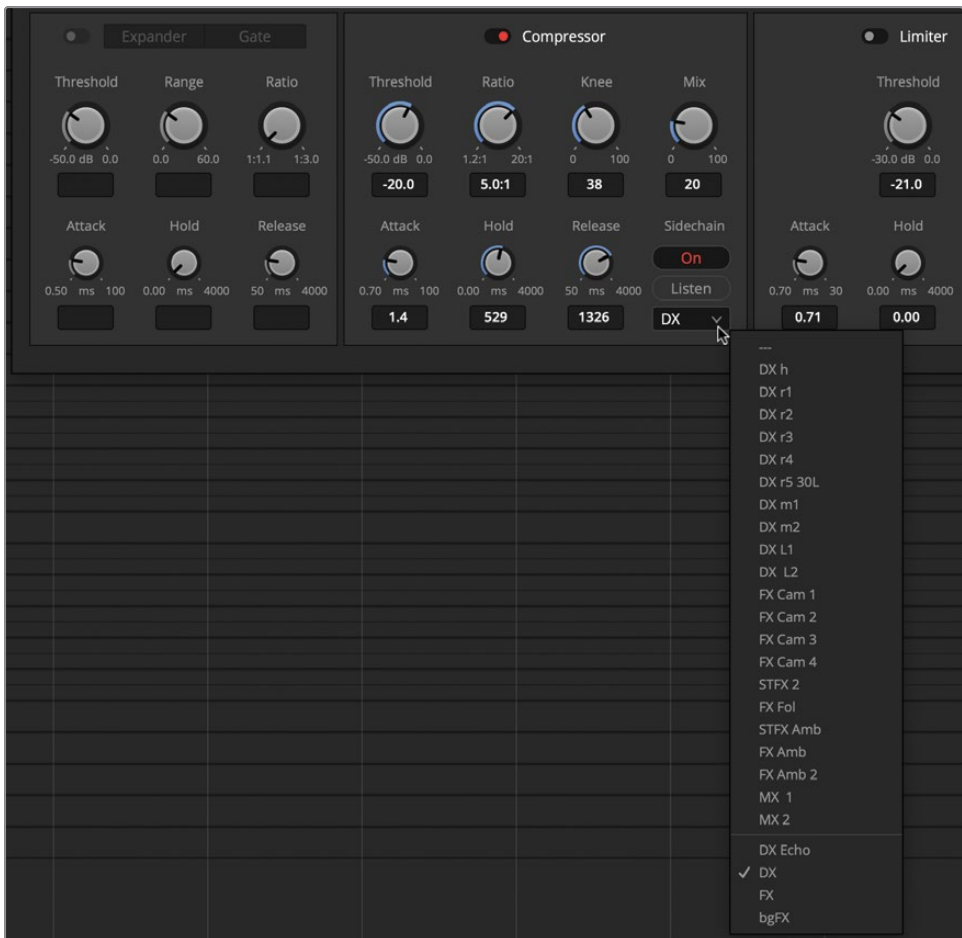 Expander Gate
Compressor
Limiter
Threshold Range Ratio
Threshold Ratio Knee Mix
Threshold
-50.0 dB 0.0 0.0 60.0 1:1.1 1:3.0
-50.0 dB 0.0 1.2:1 20:1 0 100 0 100
-30.0 dB 0.0
-20.0 5.0:1 38 20
-21.0
Attack Hold Release
Attack Hold Release Sidechain
Attack Hold
On
Listen
0.50 ms 100 0.00 ms 4000 50 ms 4000
0.70 ms 100 0.00 ms 4000 50 ms 4000
0.70 ms 30 0.00 ms 4000
1.4 529 1326 DX
0.71 0.00
---
DX h
DX r1
DX r2
DX r3
DX r4
DX r5 30L
DX m1
DX m2
DX L1
DX L2
FX Cam 1
FX Cam 2
FX Cam 3
FX Cam 4
STFX 2
FX Fol
STFX Amb
FX Amb
FX Amb 2
MX 1
MX 2
DX Echo
DX
FX
bgFX